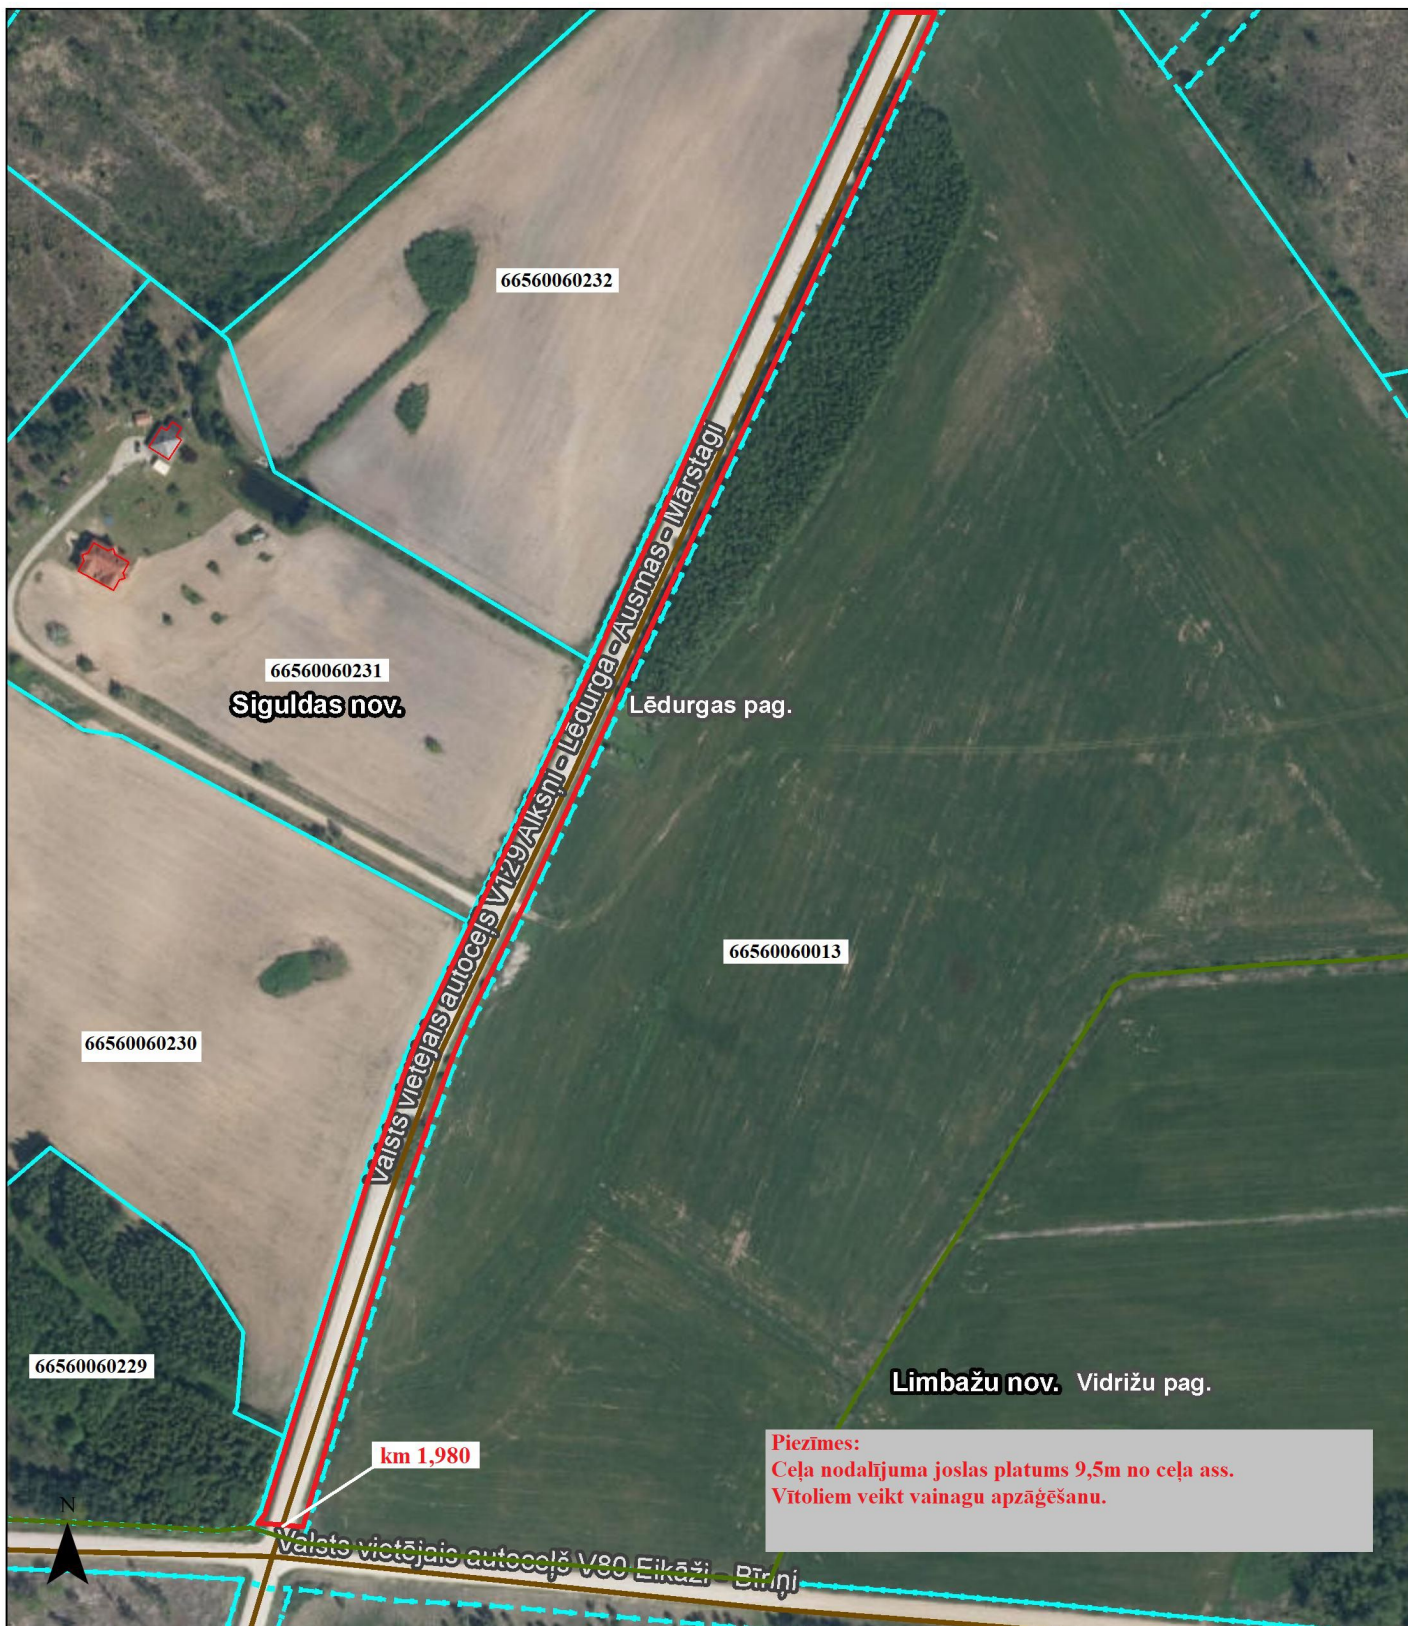 66560060232
Valsts vietējais autoceļš V129 Alkšņi - Lēdurga - Ausmas - Mārstagi
66560060231
Siguldas nov.
Lēdurgas pag.
66560060013
66560060230
66560060229
Limbažu nov. Vidrižu pag.
km 1,980
Piezīmes:
Ceļa nodalījuma joslas platums 9,5m no ceļa ass.
Vītoliem veikt vainagu apzāģēšanu.
N
Valsts vietējais autoceļš V80 Eikāži - Bīriņi